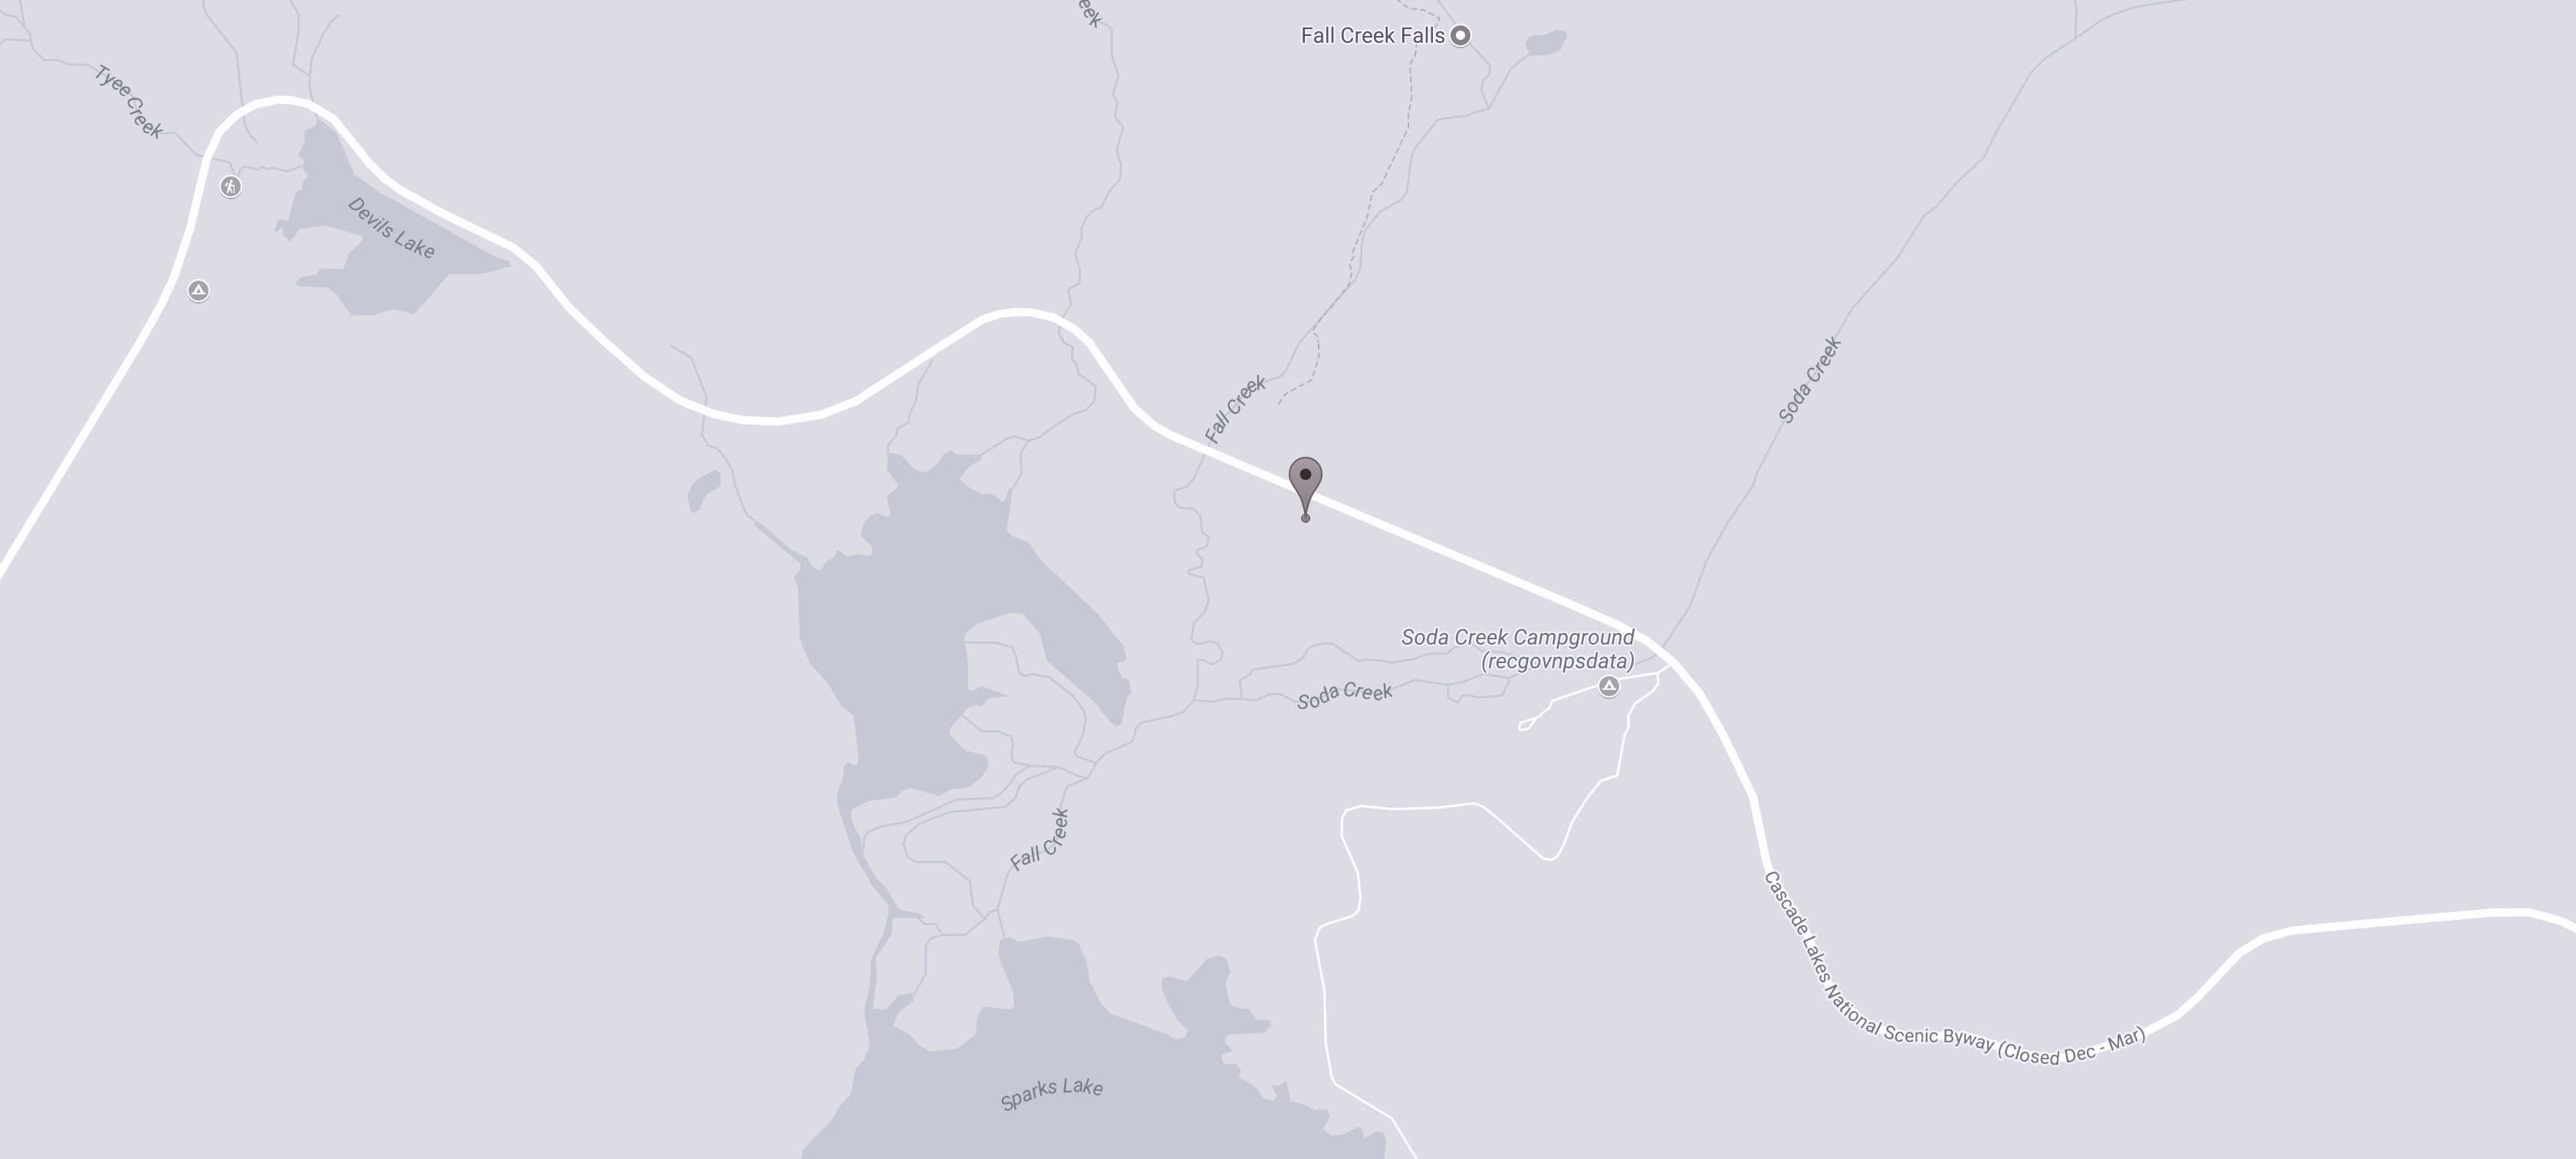 Fall Creek Falls
Tyee Creek
Devils Lake
Soda Creek
Fall Creek
Soda Creek Campground
(recgovnpsdata)
Soda Creek
Fall Creek
Cascade Lakes National Scenic Byway (Closed Dec - Mar)
Sparks Lake